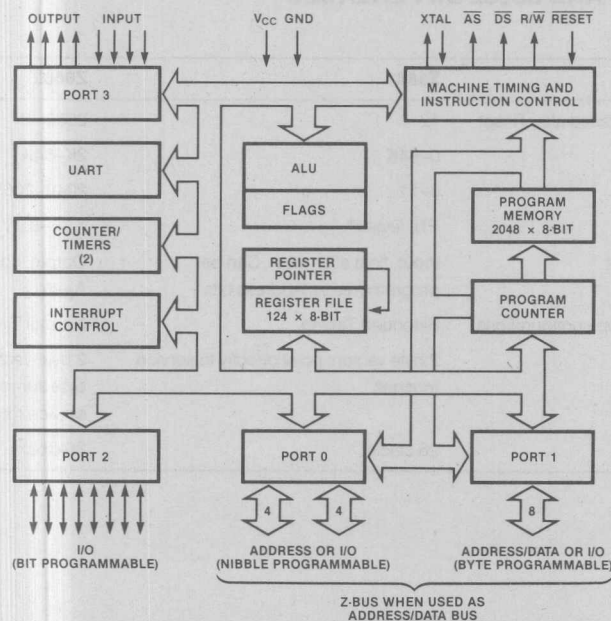 OUTPUT INPUT VCC GND XTAL AS DS R/W RESET
PORT 3
MACHINE TIMING AND
INSTRUCTION CONTROL
UART
ALU
FLAGS
PROGRAM
MEMORY
2048 × 8-BIT
COUNTER/
TIMERS
(2)
REGISTER
POINTER
REGISTER FILE
124 × 8-BIT
INTERRUPT
CONTROL
PROGRAM
COUNTER
PORT 2
PORT 0
PORT 1
4 4 8
I/O
(BIT PROGRAMMABLE)
ADDRESS OR I/O
(NIBBLE PROGRAMMABLE)
ADDRESS/DATA OR I/O
(BYTE PROGRAMMABLE)
Z-BUS WHEN USED AS
ADDRESS/DATA BUS